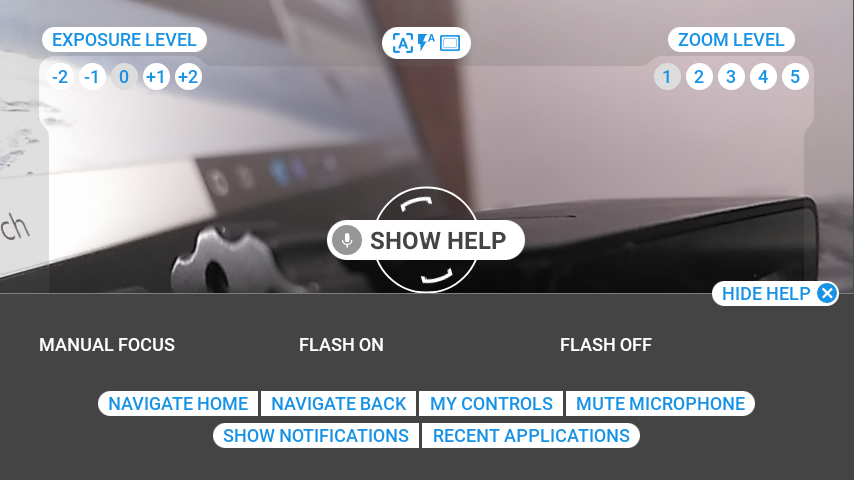 EXPOSURE LEVEL
A A
ZOOM LEVEL
-2 -1 0 +1 +2
1 2 3 4 5
ch
SHOW HELP
HIDE HELP
MANUAL FOCUS FLASH ON FLASH OFF
NAVIGATE HOME NAVIGATE BACK MY CONTROLS MUTE MICROPHONE
SHOW NOTIFICATIONS RECENT APPLICATIONS